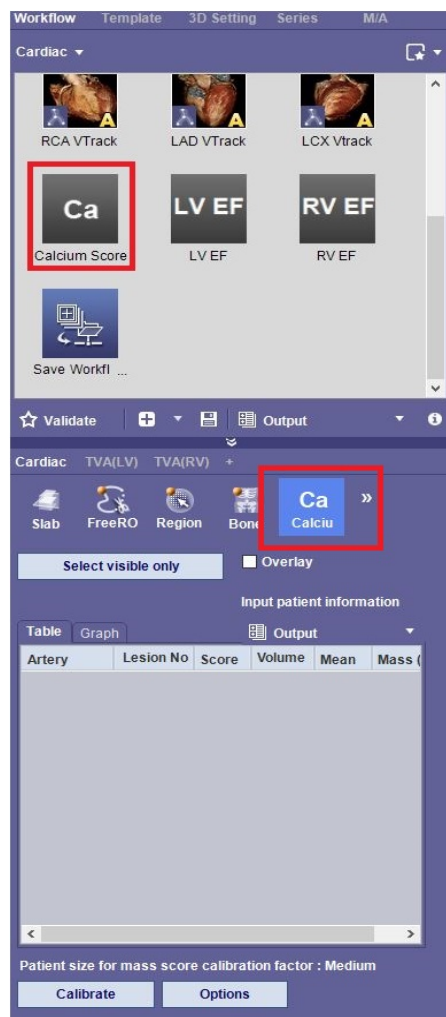 Workflow Template 3D Setting Series M/A
Cardiac
A A A
RCA VTrack LAD VTrack LCX Vtrack
Ca LV EF RV EF
Calcium Score LV EF RV EF
Save Workfl ...
Validate Output
Cardiac TVA(LV) TVA(RV) +
Ca »
Slab FreeRO Region Bone Calciu
Select visible only Overlay
Input patient information
Table Graph Output
Artery Lesion No Score Volume Mean Mass (
Patient size for mass score calibration factor : Medium
Calibrate Options